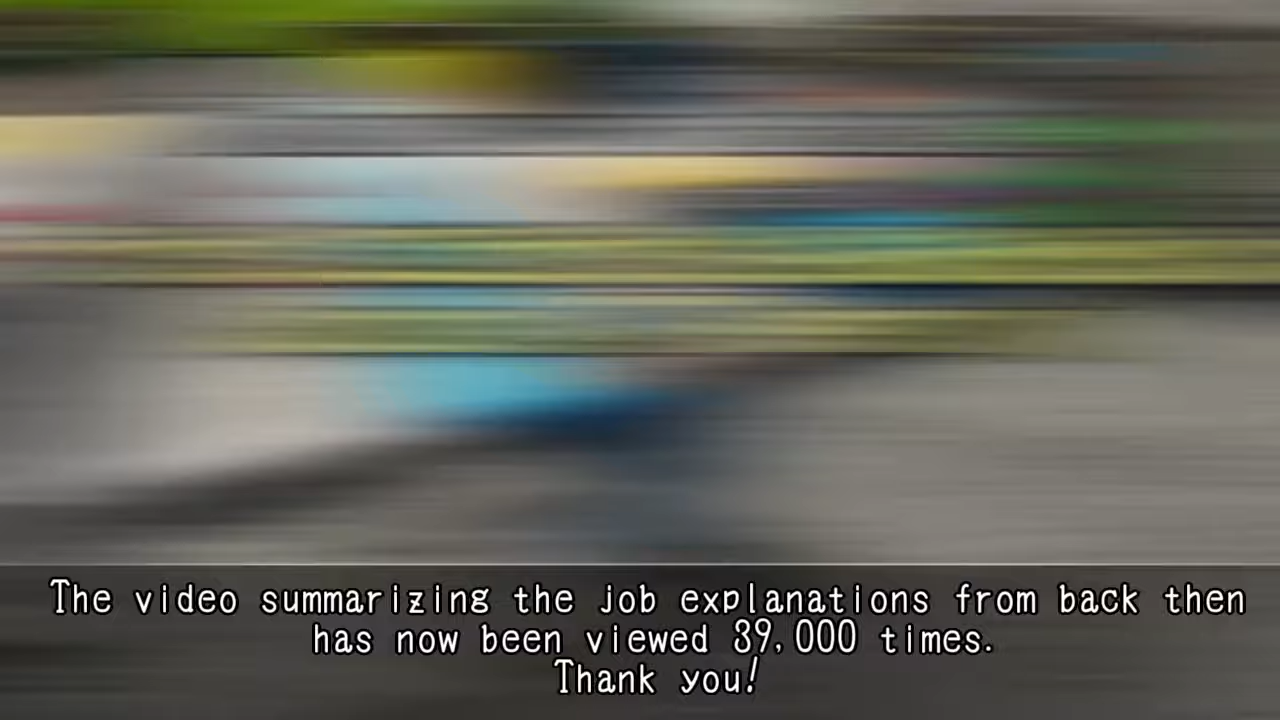 The video summarizing the job explanations from back then
has now been viewed 39,000 times.
Thank you!